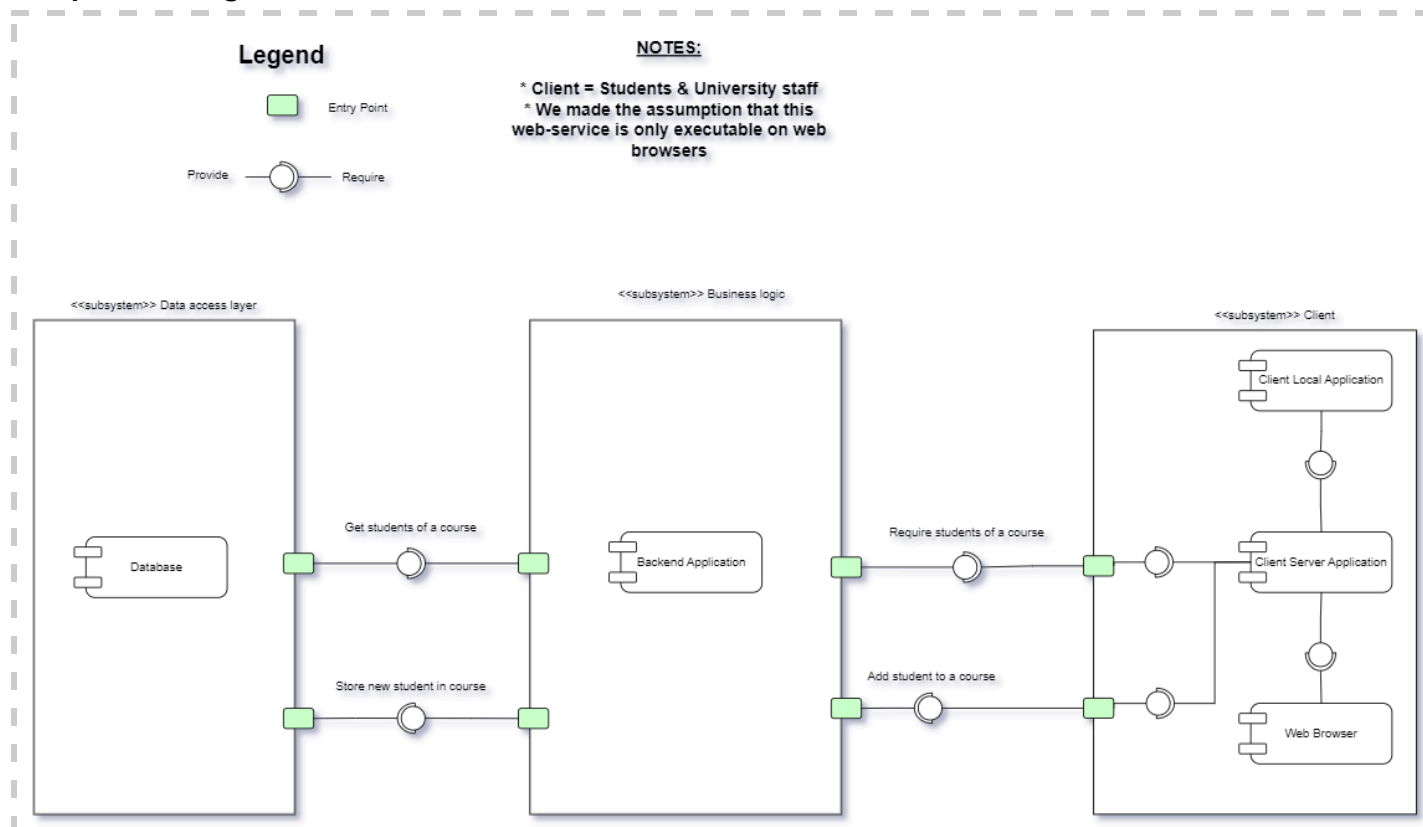 Legend
Entry Point
Provide
Require
NOTES:
* Client = Students & University staff
* We made the assumption that this
web-service is only executable on web
browsers
<<subsystem>> Data access layer
<<subsystem>> Business logic
<<subsystem>> Client
Client Local Application
Get students of a course
Require students of a course
Database
Backend Application
Client Server Application
Store new student in course
Add student to a course
Web Browser